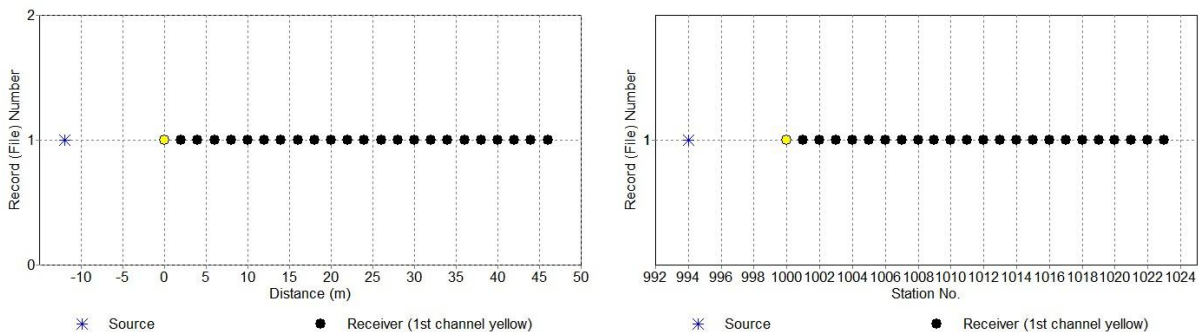 2
1
0
Record (File) Number
-10 -5 0 5 10 15 20 25 30 35 40 45 50
Distance (m)
Source
Receiver (1st channel yellow)
1
Record (File) Number
992 994 996 998 1000 1002 1004 1006 1008 1010 1012 1014 1016 1018 1020 1022 1024
Station No.
Source
Receiver (1st channel yellow)